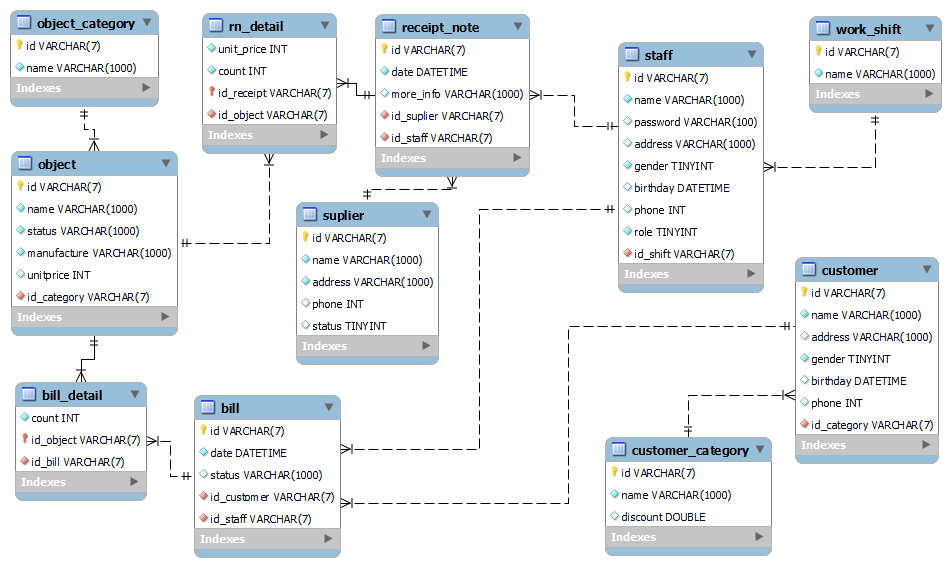 object_category
id VARCHAR(7)
name VARCHAR(1000)
Indexes
rn_detail
unit_price INT
count INT
id_receipt VARCHAR(7)
id_object VARCHAR(7)
Indexes
receipt_note
id VARCHAR(7)
date DATETIME
more_info VARCHAR(1000)
id_suplier VARCHAR(7)
id_staff VARCHAR(7)
Indexes
staff
id VARCHAR(7)
name VARCHAR(1000)
password VARCHAR(100)
address VARCHAR(1000)
gender TINYINT
birthday DATETIME
phone INT
role TINYINT
id_shift VARCHAR(7)
Indexes
work_shift
id VARCHAR(7)
name VARCHAR(1000)
Indexes
object
id VARCHAR(7)
name VARCHAR(1000)
status VARCHAR(1000)
manufacture VARCHAR(1000)
unitprice INT
id_category VARCHAR(7)
Indexes
suplier
id VARCHAR(7)
name VARCHAR(1000)
address VARCHAR(1000)
phone INT
status TINYINT
Indexes
customer
id VARCHAR(7)
name VARCHAR(1000)
address VARCHAR(1000)
gender TINYINT
birthday DATETIME
phone INT
id_category VARCHAR(7)
Indexes
bill_detail
count INT
id_object VARCHAR(7)
id_bill VARCHAR(7)
Indexes
bill
id VARCHAR(7)
date DATETIME
status VARCHAR(1000)
id_customer VARCHAR(7)
id_staff VARCHAR(7)
Indexes
customer_category
id VARCHAR(7)
name VARCHAR(1000)
discount DOUBLE
Indexes